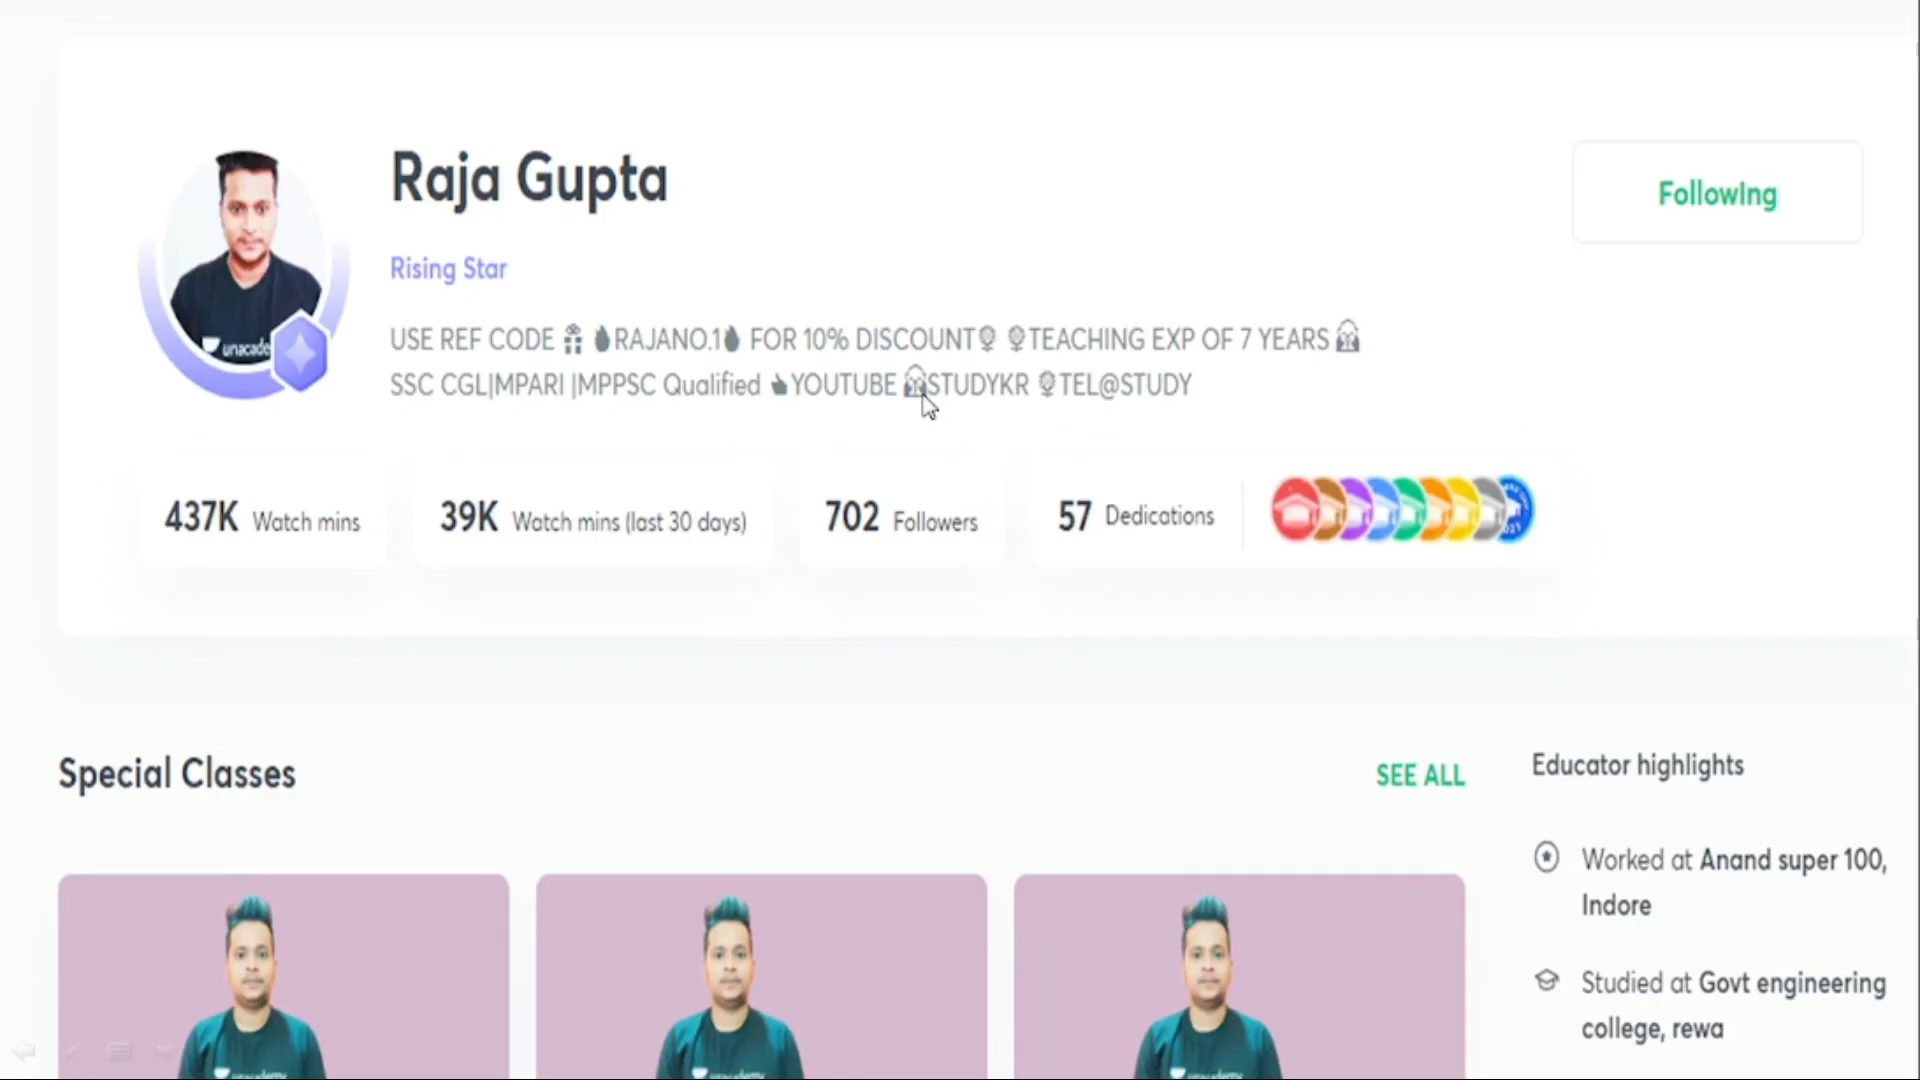 Raja Gupta
Following
Rising Star
USE REF CODE RAJANO.1 FOR 10% DISCOUNT TEACHING EXP OF 7 YEARS
SSC CGL|MPARI |MPPSC Qualified YOUTUBE STUDYKR TEL@STUDY
437K Watch mins
39K Watch mins (last 30 days)
702 Followers
57 Dedications
Special Classes
SEE ALL
Educator highlights
Worked at Anand super 100,
Indore
Studied at Govt engineering
college, rewa